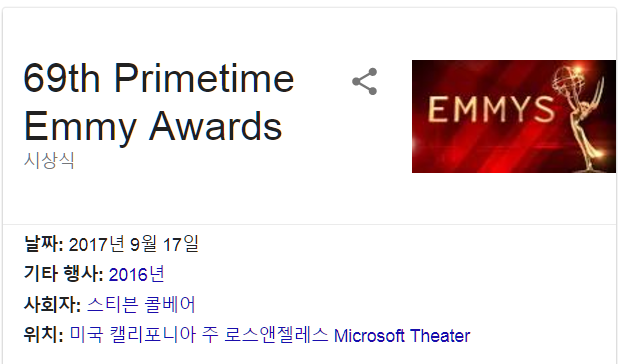 69th Primetime
Emmy Awards
시상식
EMMYS
날짜: 2017년 9월 17일
기타 행사: 2016년
사회자: 스티븐 콜베어
위치: 미국 캘리포니아 주 로스앤젤레스 Microsoft Theater